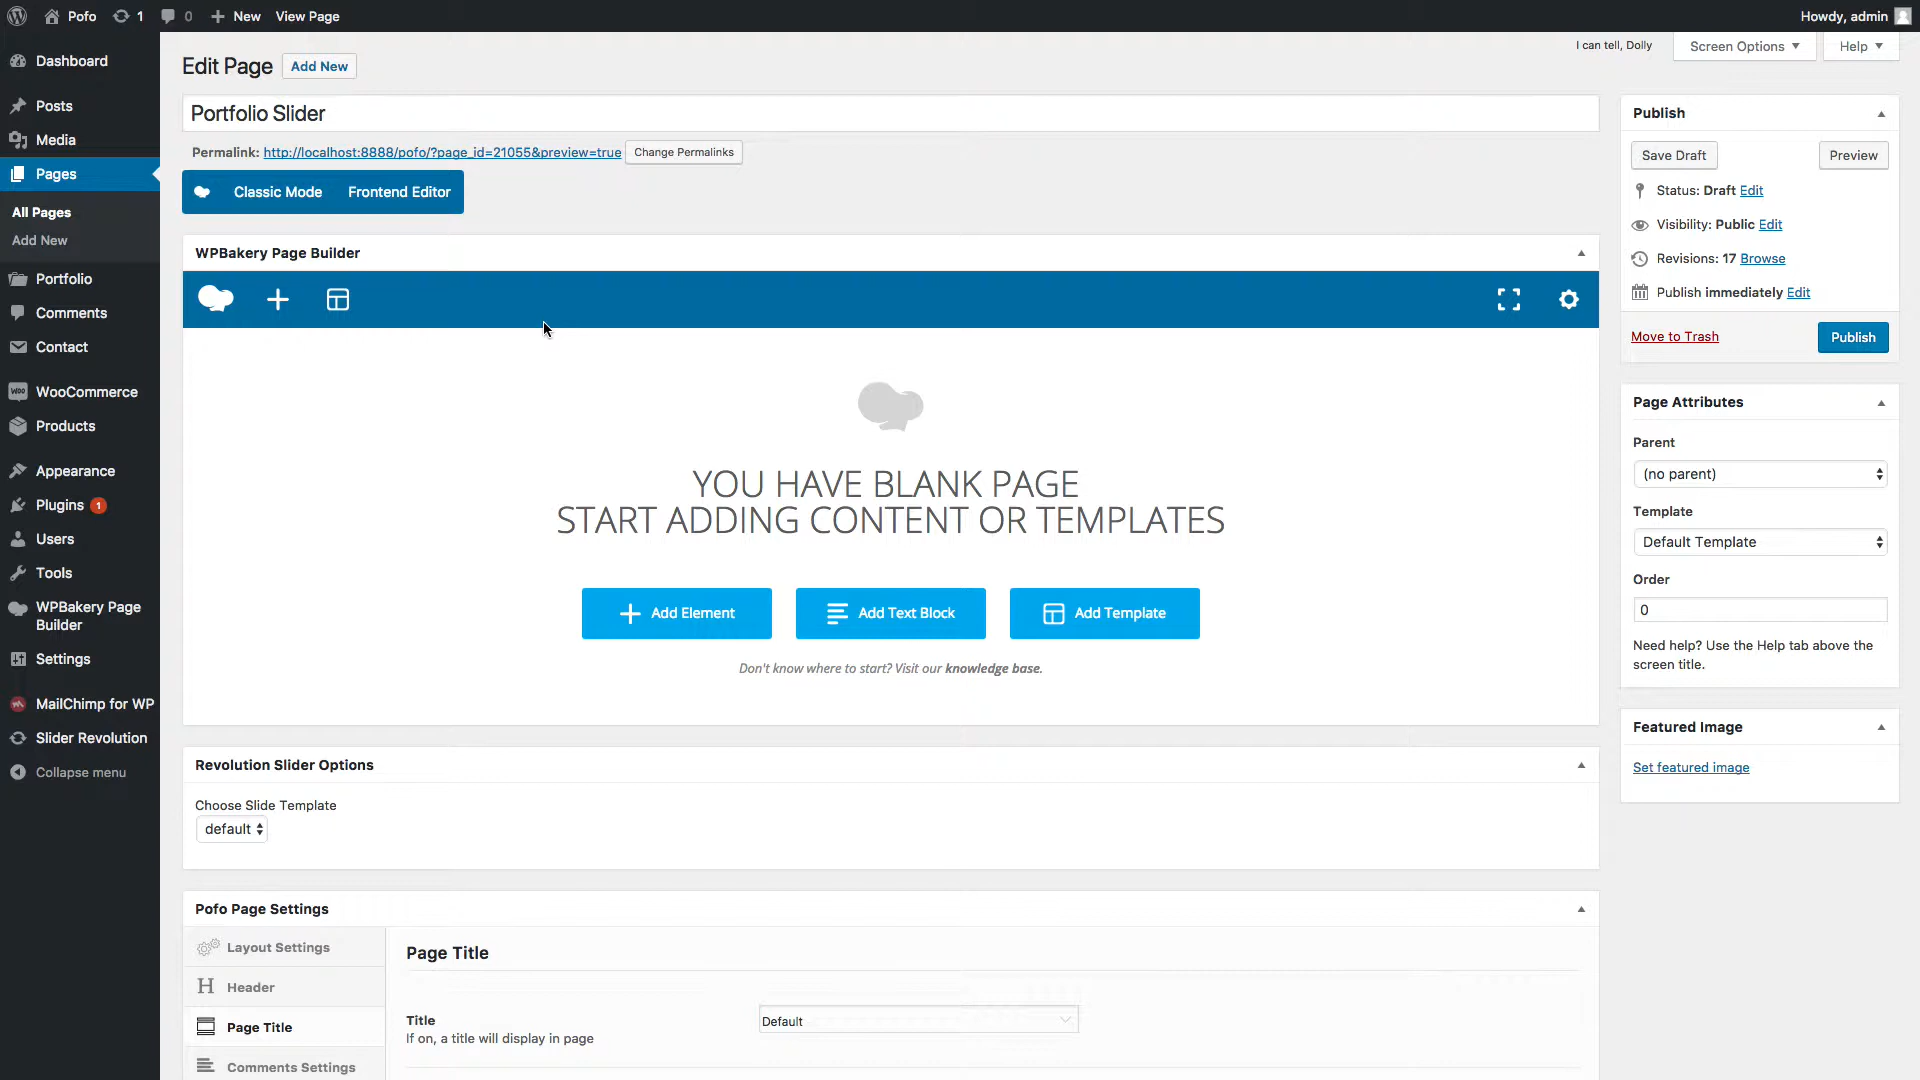 Pofo
1
0
New
View Page
Howdy, admin
Dashboard
Posts
Media
Pages
All Pages
Add New
Portfolio
Comments
Contact
WooCommerce
Products
Appearance
Plugins 1
Users
Tools
WPBakery Page
Builder
Settings
MailChimp for WP
Slider Revolution
Collapse menu
I can tell, Dolly
Screen Options
Help
Edit Page
Add New
Portfolio Slider
Permalink: http://localhost:8888/pofo/?page_id=21055&preview=true
Change Permalinks
Classic Mode
Frontend Editor
WPBakery Page Builder
YOU HAVE BLANK PAGE
START ADDING CONTENT OR TEMPLATES
Add Element
Add Text Block
Add Template
Don't know where to start? Visit our knowledge base.
Revolution Slider Options
Choose Slide Template
default
Pofo Page Settings
Layout Settings
H Header
Page Title
Comments Settings
Page Title
Title
If on, a title will display in page
Default
Publish
Save Draft
Preview
Status: Draft Edit
Visibility: Public Edit
Revisions: 17 Browse
Publish immediately Edit
Move to Trash
Publish
Page Attributes
Parent
(no parent)
Template
Default Template
Order
0
Need help? Use the Help tab above the
screen title.
Featured Image
Set featured image